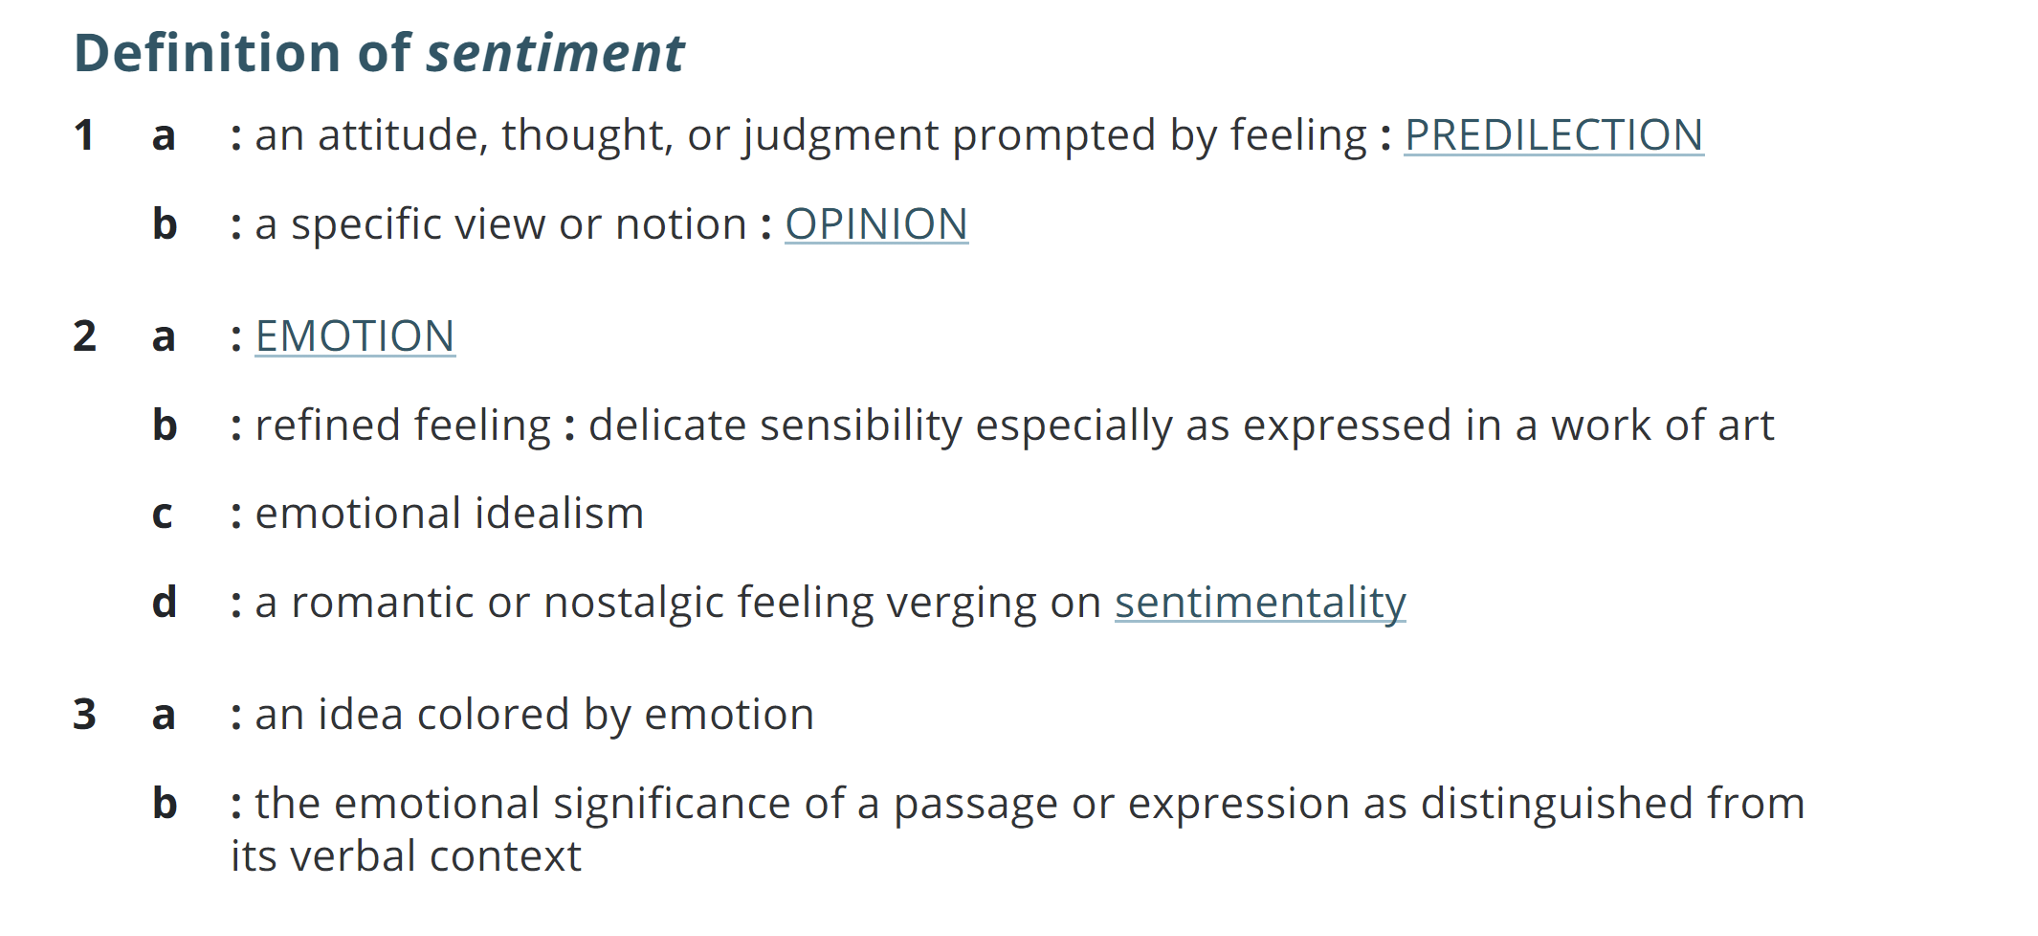 Definition of sentiment
1 a : an attitude, thought, or judgment prompted by feeling : PREDILECTION
b : a specific view or notion : OPINION
2 a : EMOTION
b : refined feeling : delicate sensibility especially as expressed in a work of art
c : emotional idealism
d : a romantic or nostalgic feeling verging on sentimentality
3 a : an idea colored by emotion
b : the emotional significance of a passage or expression as distinguished from
its verbal context